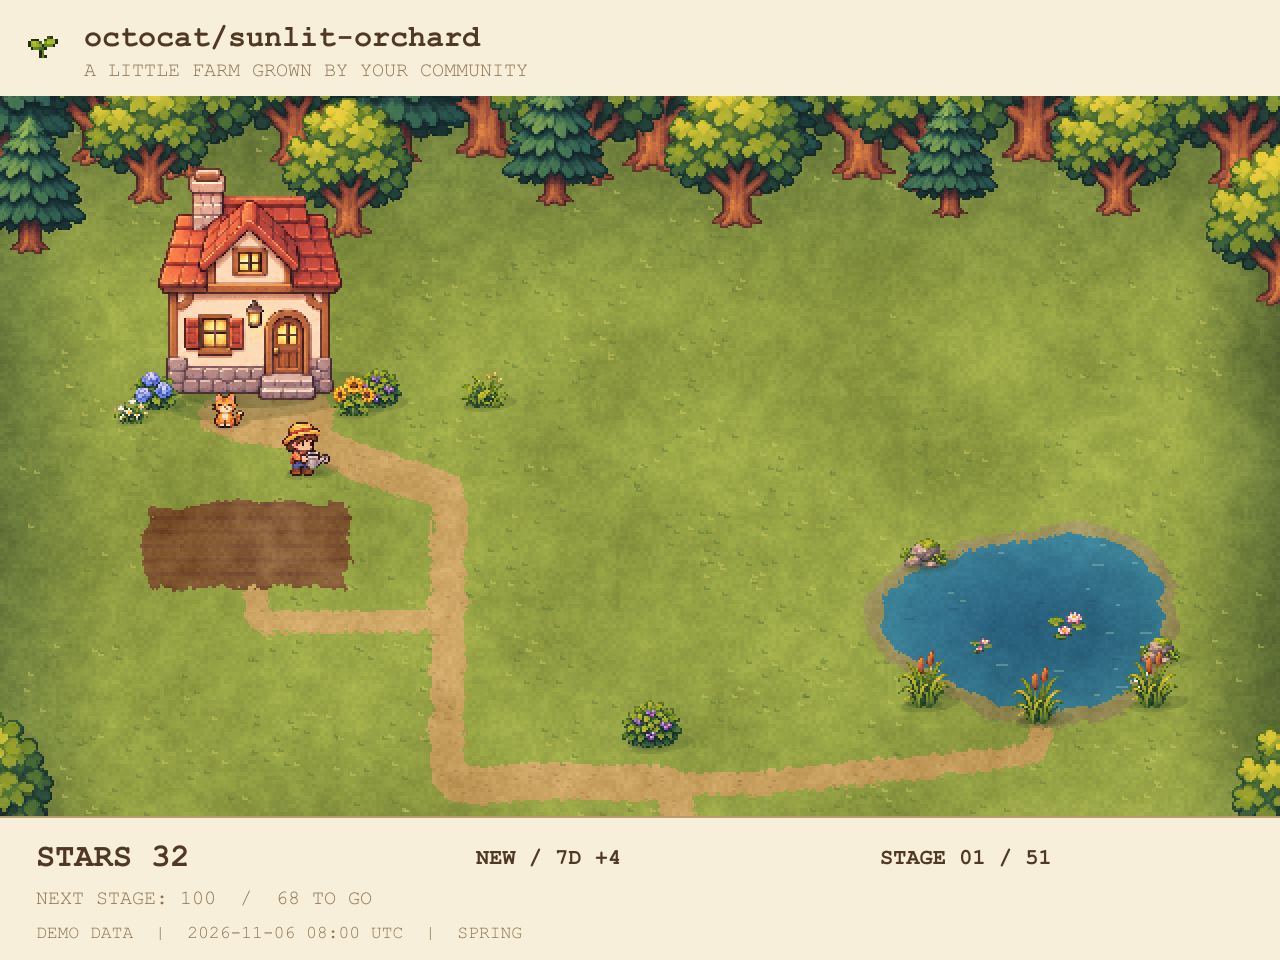 octocat/sunlit-orchard
A LITTLE FARM GROWN BY YOUR COMMUNITY
STARS 32
NEW / 7D +4
STAGE 01 / 51
NEXT STAGE: 100 / 68 TO GO
DEMO DATA | 2026-11-06 08:00 UTC | SPRING